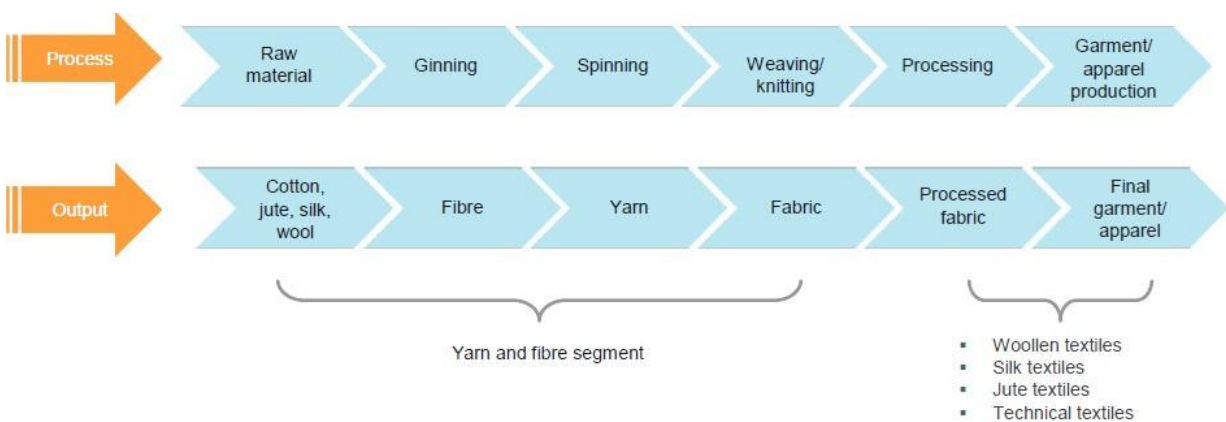 Process
Raw
material
Ginning
Spinning
Weaving/
knitting
Processing
Garment/
apparel
production
Output
Cotton,
jute, silk,
wool
Fibre
Yarn
Fabric
Processed
fabric
Final
garment/
apparel
Yarn and fibre segment
▪ Woollen textiles
▪ Silk textiles
▪ Jute textiles
▪ Technical textiles